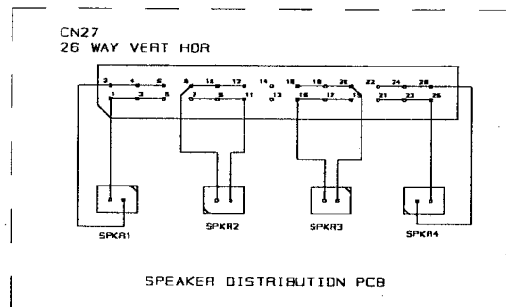 CN27
26 WAY VERT HDR
2 4 6 8 10 12 14 16 18 20 22 24 26
1 3 5 7 9 11 13 15 17 19 21 23 25
SPKR1 SPKR2 SPKR3 SPKR4
SPEAKER DISTRIBUTION PCB